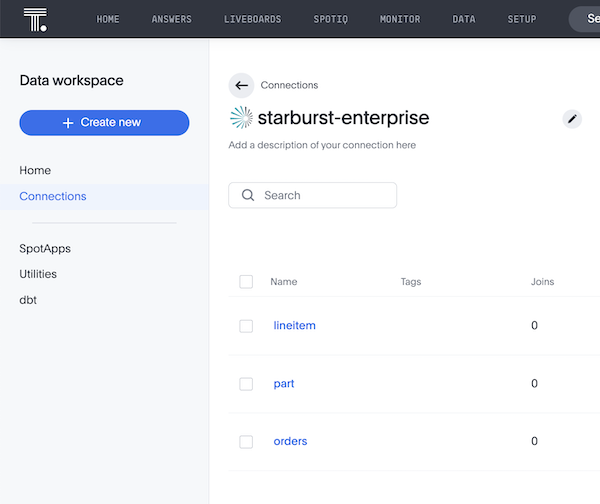 HOME ANSWERS LIVEBOARDS SPOTIQ MONITOR DATA SETUP
Data workspace
+ Create new
Home
Connections
SpotApps
Utilities
dbt
Connections
starburst-enterprise
Add a description of your connection here
Search
Name Tags Joins
lineitem 0
part 0
orders 0